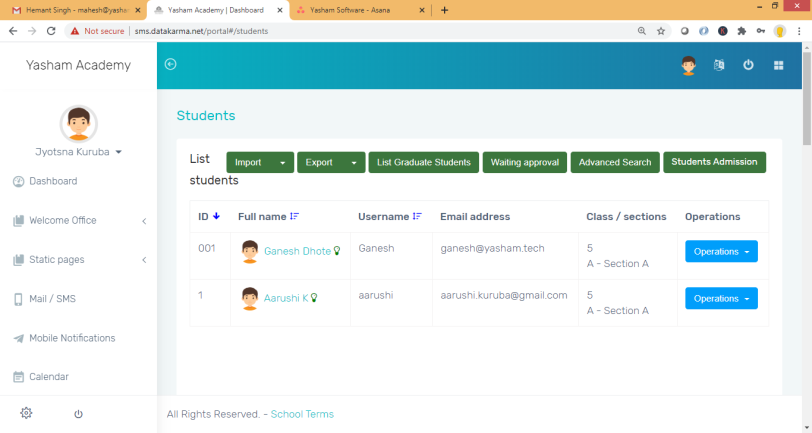 Hemant Singh - mahesh@yasham
Yasham Academy | Dashboard
Yasham Software - Asana
Not secure
sms.datakarma.net/portal#/students
Yasham Academy
Jyotsna Kuruba
Dashboard
Welcome Office
Static pages
Mail / SMS
Mobile Notifications
Calendar
Students
List students
Import
Export
List Graduate Students
Waiting approval
Advanced Search
Students Admission
ID Full name Username Email address Class / sections Operations
001 Ganesh Dhote Ganesh ganesh@yasham.tech 5 Operations
A - Section A
1 Aarushi K aarushi aarushi.kuruba@gmail.com 5 Operations
A - Section A
All Rights Reserved. - School Terms